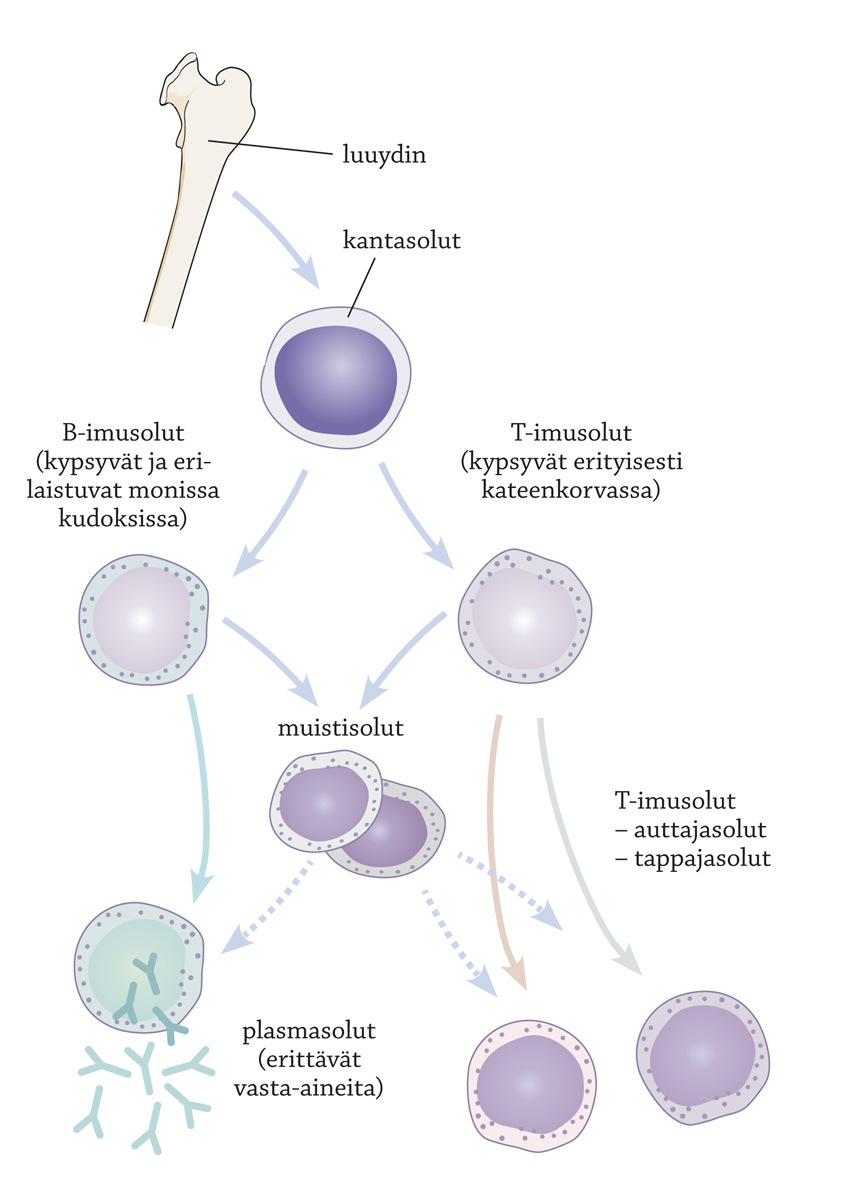 luuydin
kantasolut
B-imusolut
(kypsyvät ja eri-
laistuvat monissa
kudoksissa)
T-imusolut
(kypsyvät erityisesti
kateenkorvassa)
muistisolut
T-imusolut
– auttajasolut
– tappajasolut
plasmasolut
(erittävät
vasta-aineita)